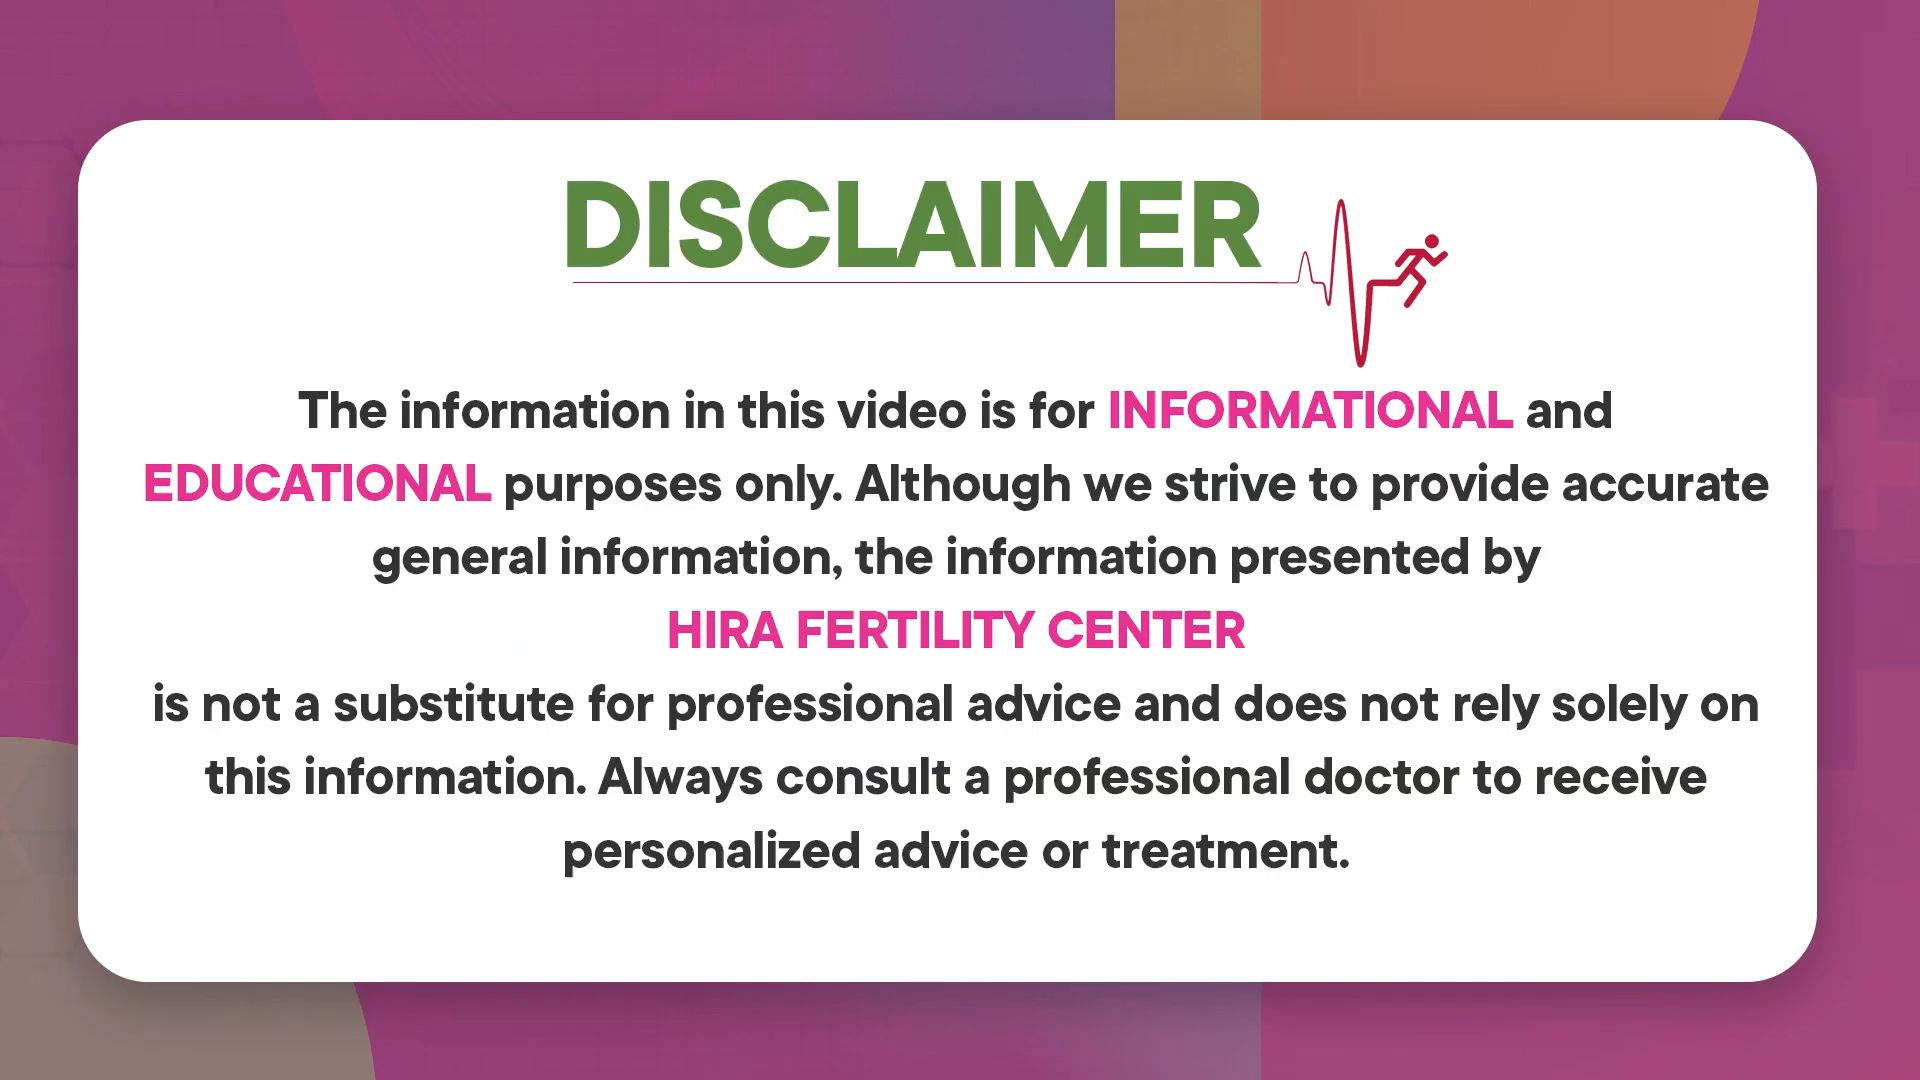 DISCLAIMER
The information in this video is for INFORMATIONAL and
EDUCATIONAL purposes only. Although we strive to provide accurate
general information, the information presented by
HIRA FERTILITY CENTER
is not a substitute for professional advice and does not rely solely on
this information. Always consult a professional doctor to receive
personalized advice or treatment.